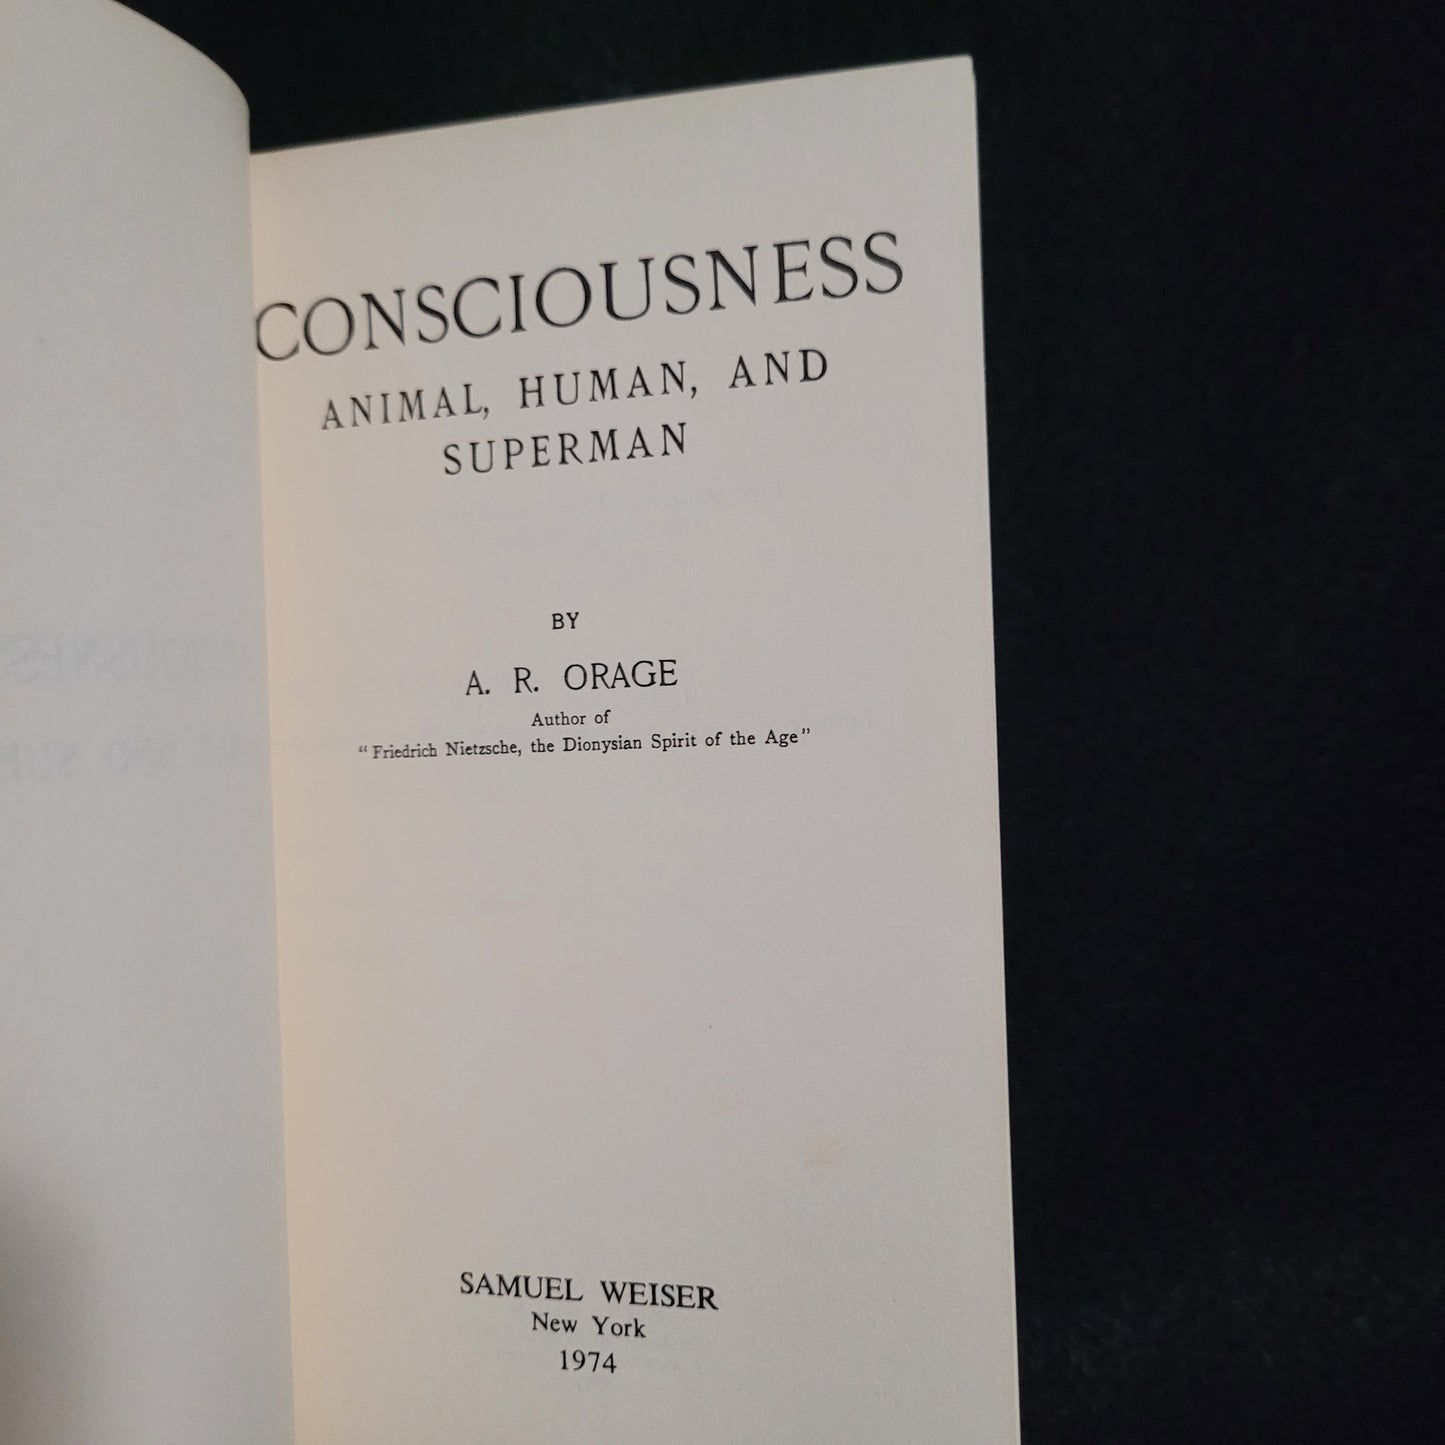 CONSCIOUSNESS
ANIMAL, HUMAN, AND
SUPERMAN
BY
A. R. ORAGE
Author of
“Friedrich Nietzsche, the Dionysian Spirit of the Age”
SAMUEL WEISER
New York
1974